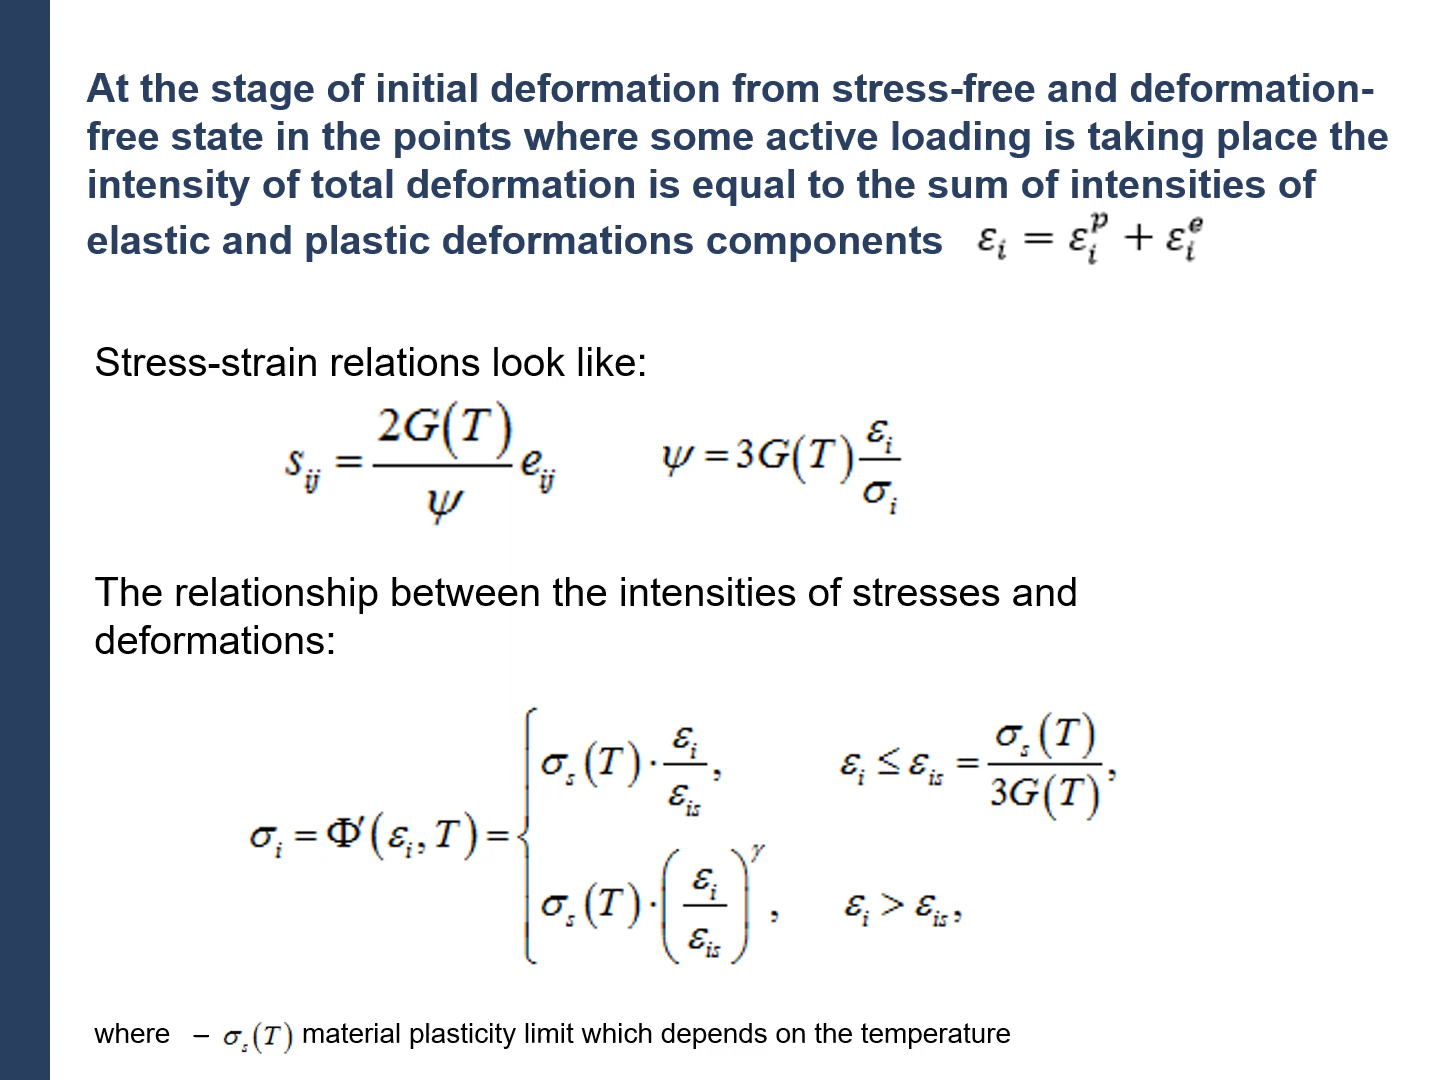 At the stage of initial deformation from stress-free and deformation-
free state in the points where some active loading is taking place the
intensity of total deformation is equal to the sum of intensities of
elastic and plastic deformations components ε_i = ε_i^p + ε_i^e
Stress-strain relations look like:
s_ij = 2G(T)/ψ e_ij    ψ = 3G(T) ε_i/σ_i
The relationship between the intensities of stresses and
deformations:
σ_i = Φ′(ε_i, T) = { σ_s(T) · ε_i/ε_is,    ε_i ≤ ε_is = σ_s(T)/3G(T),
σ_s(T) · (ε_i/ε_is)^γ,    ε_i > ε_is,
where – σ_s(T) material plasticity limit which depends on the temperature